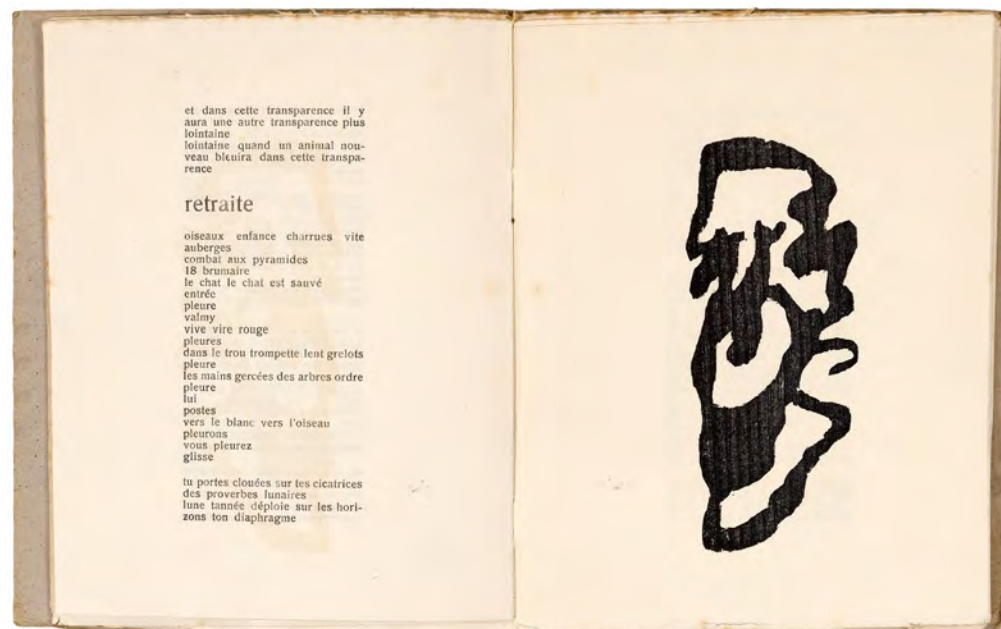 et dans cette transparence il y
aura une autre transparence plus
lointaine
lointaine quand un animal nou-
veau bleuira dans cette transpa-
rence
retraite
oiseaux enfance charrues vite
auberges
combat aux pyramides
18 brumaire
le chat le chat est sauvé
entrée
pleure
valmy
vive vire rouge
pleures
dans le trou trompette lent grelots
pleure
les mains gercées des arbres ordre
pleure
lui
postes
vers le blanc vers l'oiseau
pleurons
vous pleurez
glisse
tu portes clouées sur tes cicatrices
des proverbes lunaires
lune tannée déploie sur les hori-
zons ton diaphragme